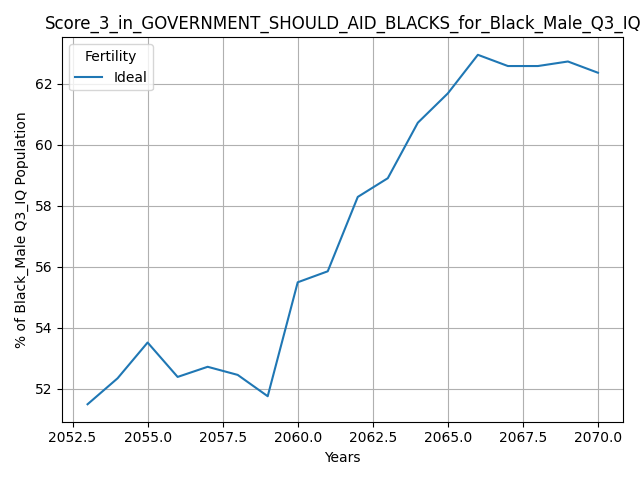 Score_3_in_GOVERNMENT_SHOULD_AID_BLACKS_for_Black_Male_Q3_IQ
Fertility
Ideal
% of Black_Male Q3_IQ Population
62
60
58
56
54
52
2052.5 2055.0 2057.5 2060.0 2062.5 2065.0 2067.5 2070.0
Years